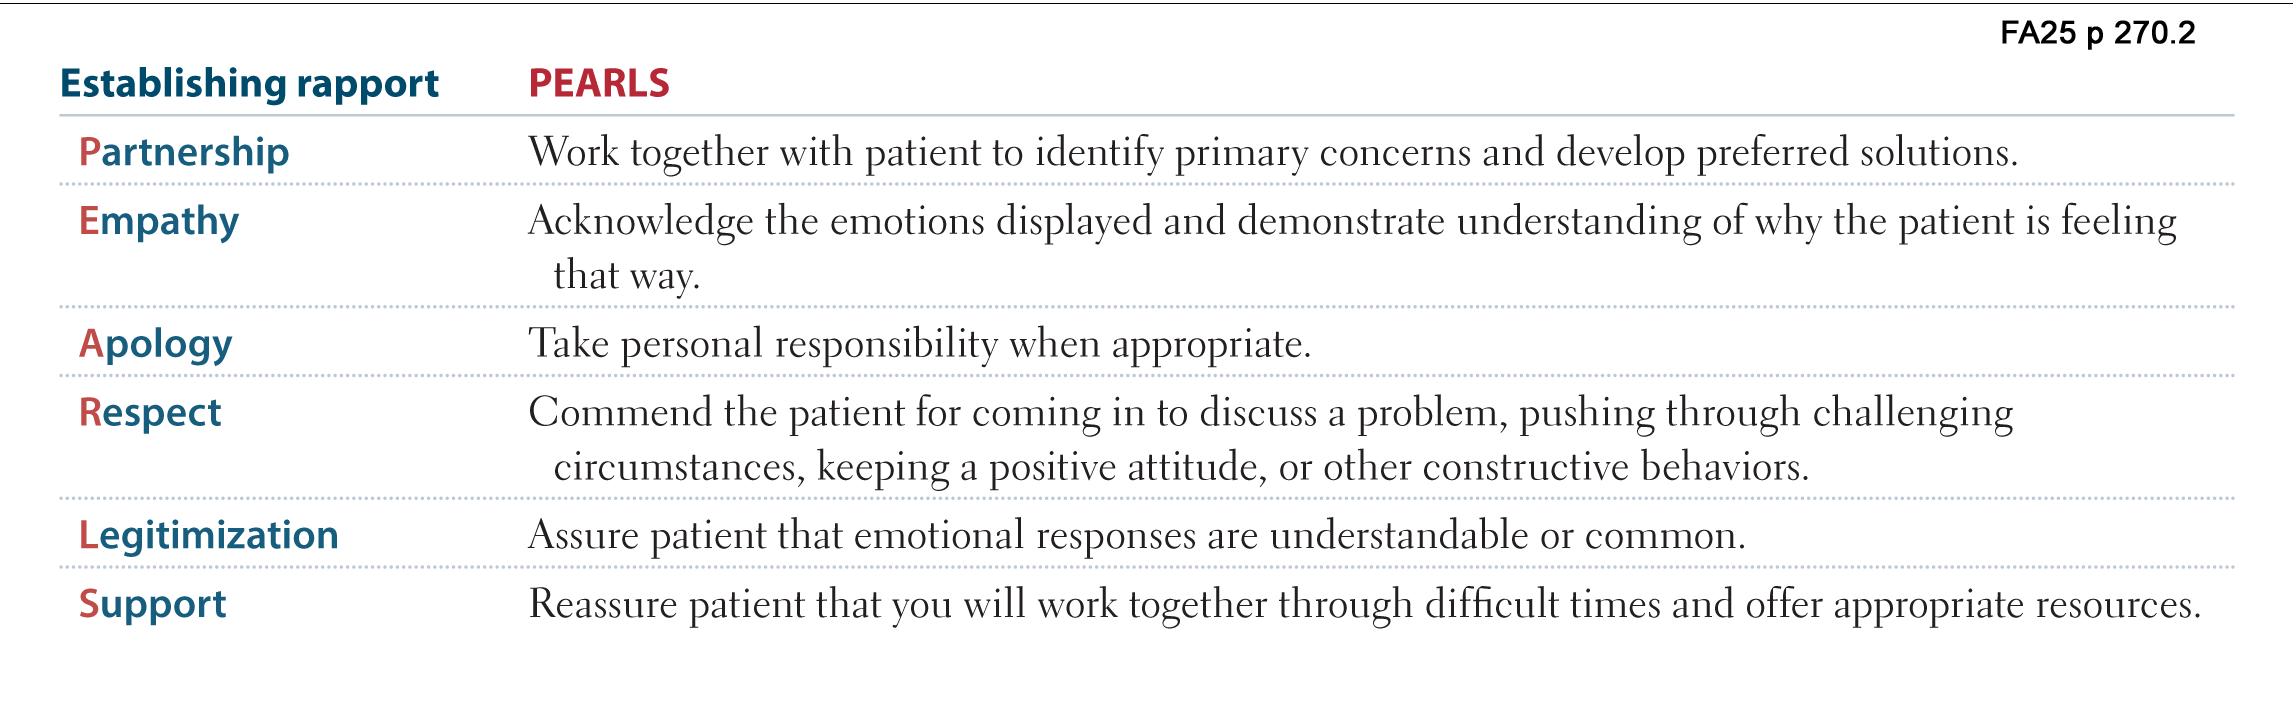 FA25 p 270.2
Establishing rapport PEARLS
Partnership Work together with patient to identify primary concerns and develop preferred solutions.
Empathy Acknowledge the emotions displayed and demonstrate understanding of why the patient is feeling
that way.
Apology Take personal responsibility when appropriate.
Respect Commend the patient for coming in to discuss a problem, pushing through challenging
circumstances, keeping a positive attitude, or other constructive behaviors.
Legitimization Assure patient that emotional responses are understandable or common.
Support Reassure patient that you will work together through difficult times and offer appropriate resources.